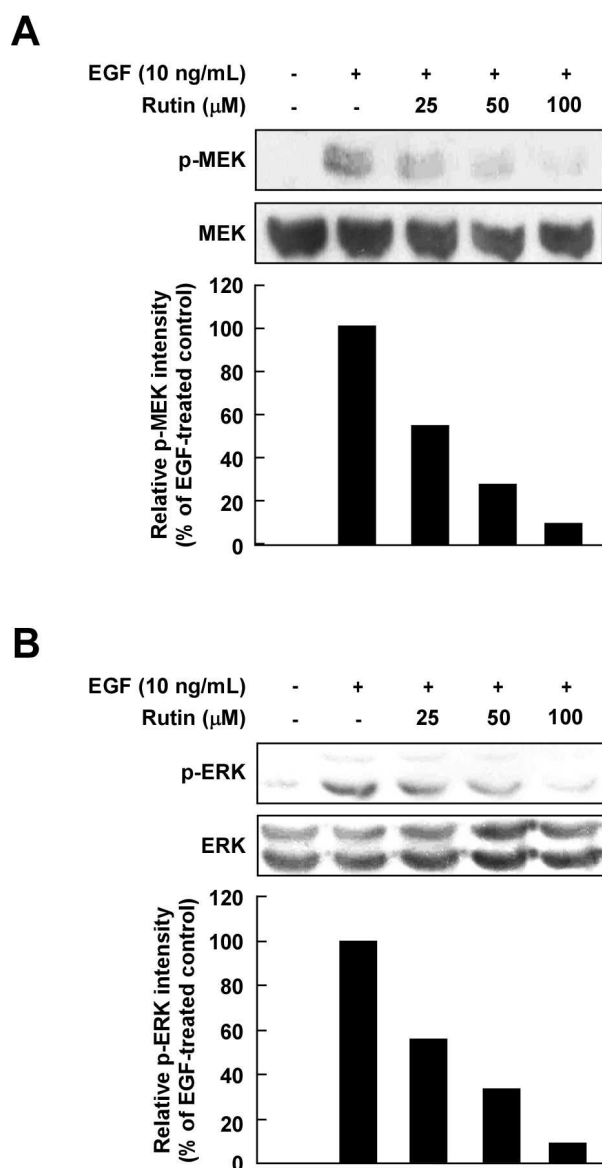 A
EGF (10 ng/mL) - + + + +
Rutin (μM) - - 25 50 100
p-MEK
MEK
Relative p-MEK intensity
(% of EGF-treated control)
120
100
80
60
40
20
0
B
EGF (10 ng/mL) - + + + +
Rutin (μM) - - 25 50 100
p-ERK
ERK
Relative p-ERK intensity
(% of EGF-treated control)
120
100
80
60
40
20
0